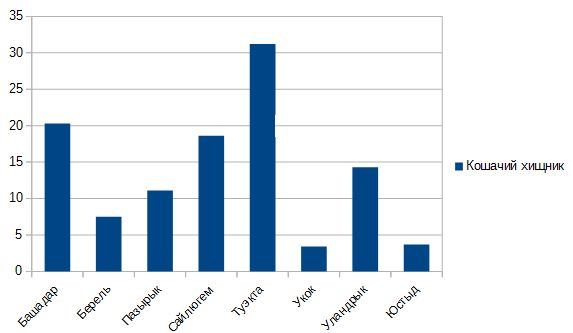 35
30
25
20
15
10
5
0
Башадар
Берель
Пазырык
Сайлюгем
Туэкта
Укок
Уландрык
Юстыд
Кошачий хищник